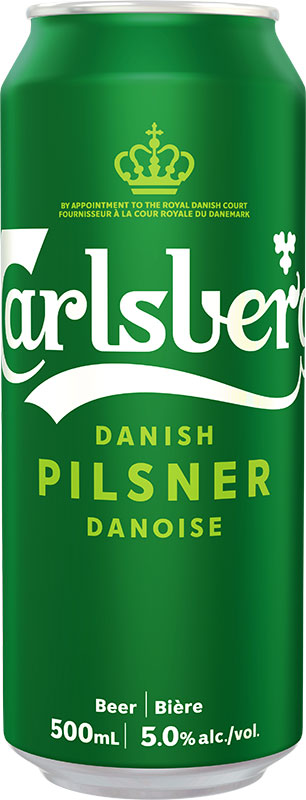 BY APPOINTMENT TO THE ROYAL DANISH COURT
FOURNISSEUR À LA COUR ROYALE DU DANEMARK
Carlsberg
DANISH
PILSNER
DANOISE
Beer | Bière
500mL | 5.0% alc./vol.